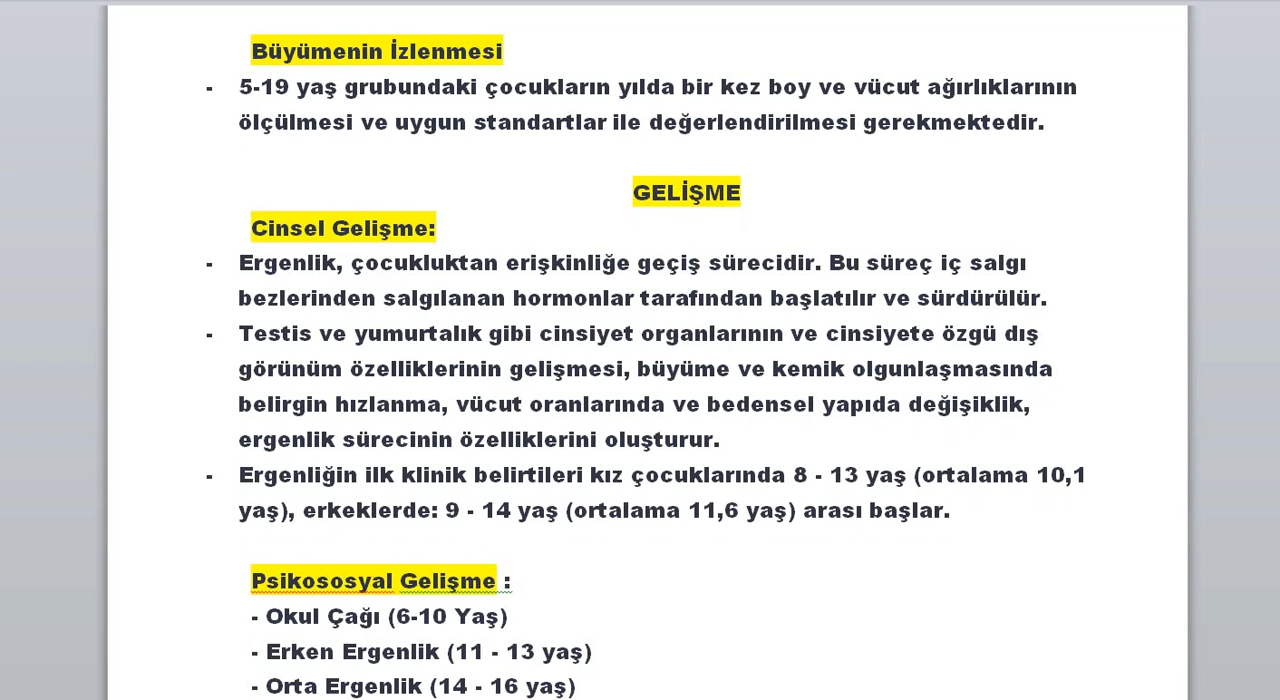 Büyümenin İzlenmesi
- 5-19 yaş grubundaki çocukların yılda bir kez boy ve vücut ağırlıklarının
ölçülmesi ve uygun standartlar ile değerlendirilmesi gerekmektedir.
GELİŞME
Cinsel Gelişme:
- Ergenlik, çocukluktan erişkinliğe geçiş sürecidir. Bu süreç iç salgı
bezlerinden salgılanan hormonlar tarafından başlatılır ve sürdürülür.
- Testis ve yumurtalık gibi cinsiyet organlarının ve cinsiyete özgü dış
görünüm özelliklerinin gelişmesi, büyüme ve kemik olgunlaşmasında
belirgin hızlanma, vücut oranlarında ve bedensel yapıda değişiklik,
ergenlik sürecinin özelliklerini oluşturur.
- Ergenliğin ilk klinik belirtileri kız çocuklarında 8 - 13 yaş (ortalama 10,1
yaş), erkeklerde: 9 - 14 yaş (ortalama 11,6 yaş) arası başlar.
Psikososyal Gelişme :
- Okul Çağı (6-10 Yaş)
- Erken Ergenlik (11 - 13 yaş)
- Orta Ergenlik (14 - 16 yaş)